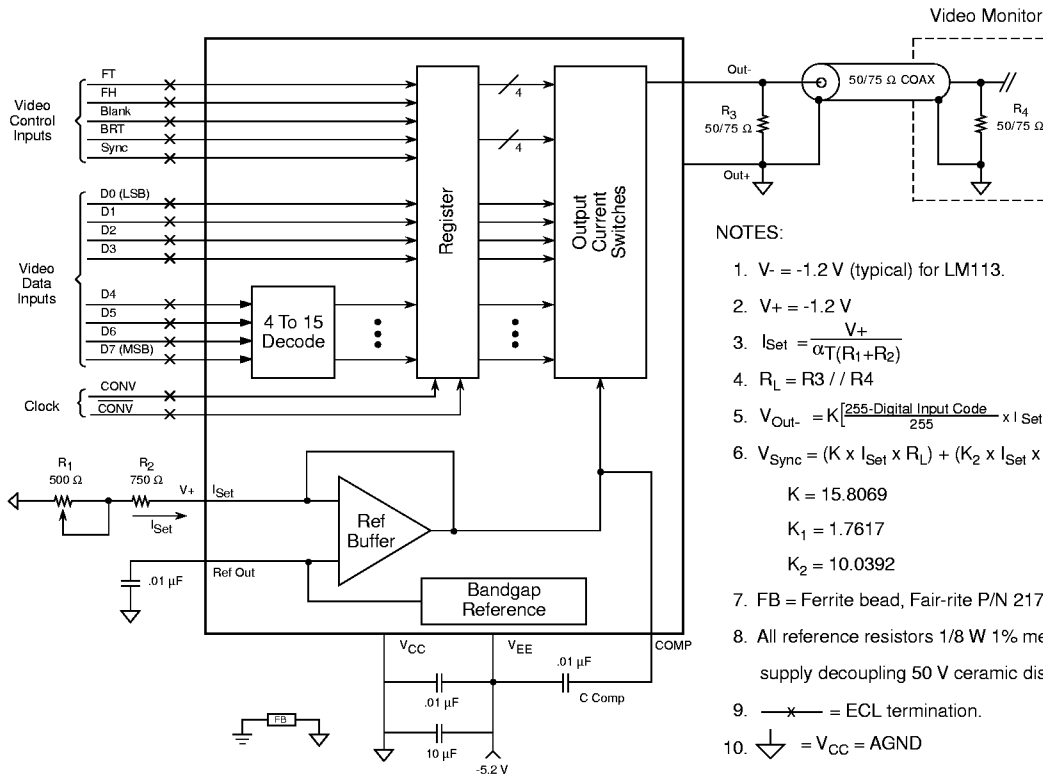 Video Monitor
FT
FH
Blank
BRT
Sync
Video
Control
Inputs
4
4
D0 (LSB)
D1
D2
D3
D4
D5
D6
D7 (MSB)
Video
Data
Inputs
4 To 15
Decode
Register
Output
Current
Switches
Clock
CONV
CONV
Out-
Out+
50/75 Ω COAX
R3
50/75 Ω
R4
50/75 Ω
R1
500 Ω
R2
750 Ω
V+
ISet
ISet
Ref
Buffer
Ref Out
.01 µF
Bandgap
Reference
VCC
VEE
COMP
.01 µF
C Comp
.01 µF
10 µF
-5.2 V
FB
NOTES:
1. V- = -1.2 V (typical) for LM113.
2. V+ = -1.2 V
3. ISet = V+ / αT(R1+R2)
4. RL = R3 // R4
5. VOut- = K[255-Digital Input Code / 255 x I Set
6. VSync = (K x ISet x RL) + (K2 x ISet x
K = 15.8069
K1 = 1.7617
K2 = 10.0392
7. FB = Ferrite bead, Fair-rite P/N 217
8. All reference resistors 1/8 W 1% me
supply decoupling 50 V ceramic dis
9. x = ECL termination.
10. = VCC = AGND